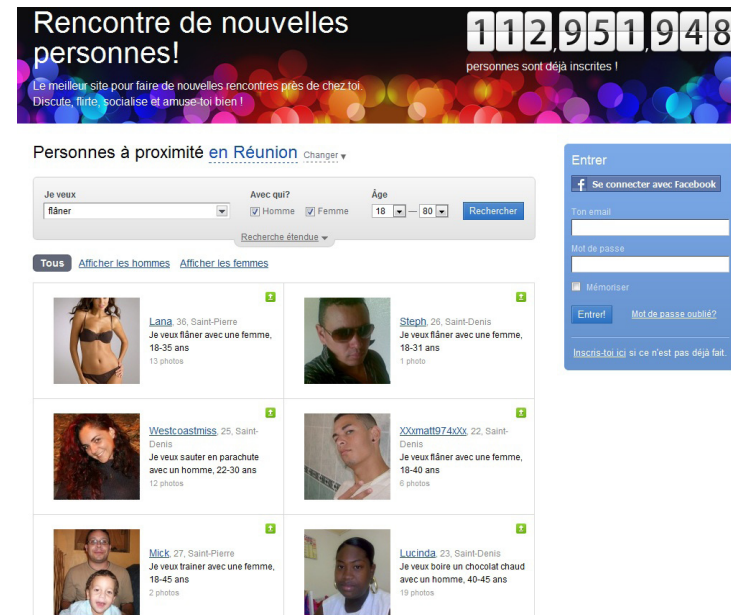 Rencontre de nouvelles
personnes!
Le meilleur site pour faire de nouvelles rencontres près de chez toi.
Discute, flirte, socialise et amuse-toi bien !
112,951,948
personnes sont déjà inscrites !
Personnes à proximité en Réunion Changer
Je veux
flâner
Avec qui?
Homme Femme
Âge
18 — 80
Rechercher
Recherche étendue
Tous Afficher les hommes Afficher les femmes
Lana, 36, Saint-Pierre
Je veux flâner avec une femme,
18-35 ans
13 photos
Steph, 26, Saint-Denis
Je veux flâner avec une femme,
18-31 ans
1 photo
Westcoastmiss, 25, Saint-
Denis
Je veux sauter en parachute
avec un homme, 22-30 ans
12 photos
XXxmatt974xXx, 22, Saint-
Denis
Je veux flâner avec une femme,
18-40 ans
6 photos
Mick, 27, Saint-Pierre
Je veux trainer avec une femme,
18-45 ans
2 photos
Lucinda, 23, Saint-Denis
Je veux boire un chocolat chaud
avec un homme, 40-45 ans
19 photos
Entrer
f Se connecter avec Facebook
Ton email
Mot de passe
Mémoriser
Entrer! Mot de passe oublié?
Inscris-toi ici si ce n'est pas déjà fait.